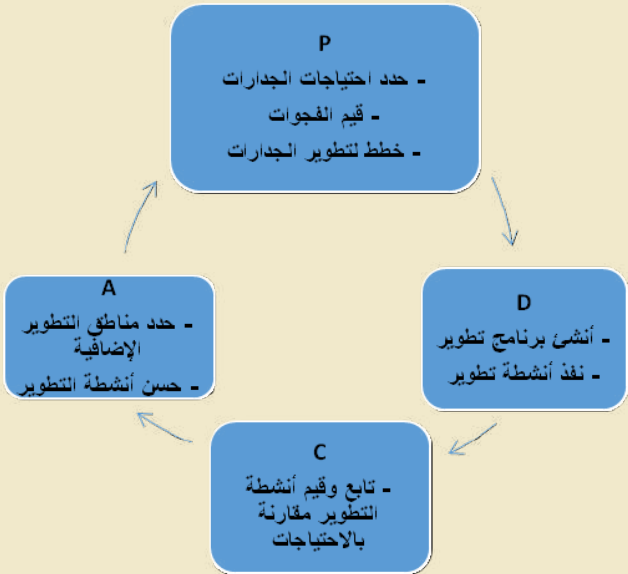 P
- حدد احتياجات الجدارات
- قيم الفجوات
- خطط لتطوير الجدارات
D
- أنشئ برنامج تطوير
- نفذ أنشطة تطوير
C
- تابع وقيم أنشطة
التطوير مقارنة
بالاحتياجات
A
- حدد مناطق التطوير
الإضافية
- حسن أنشطة التطوير